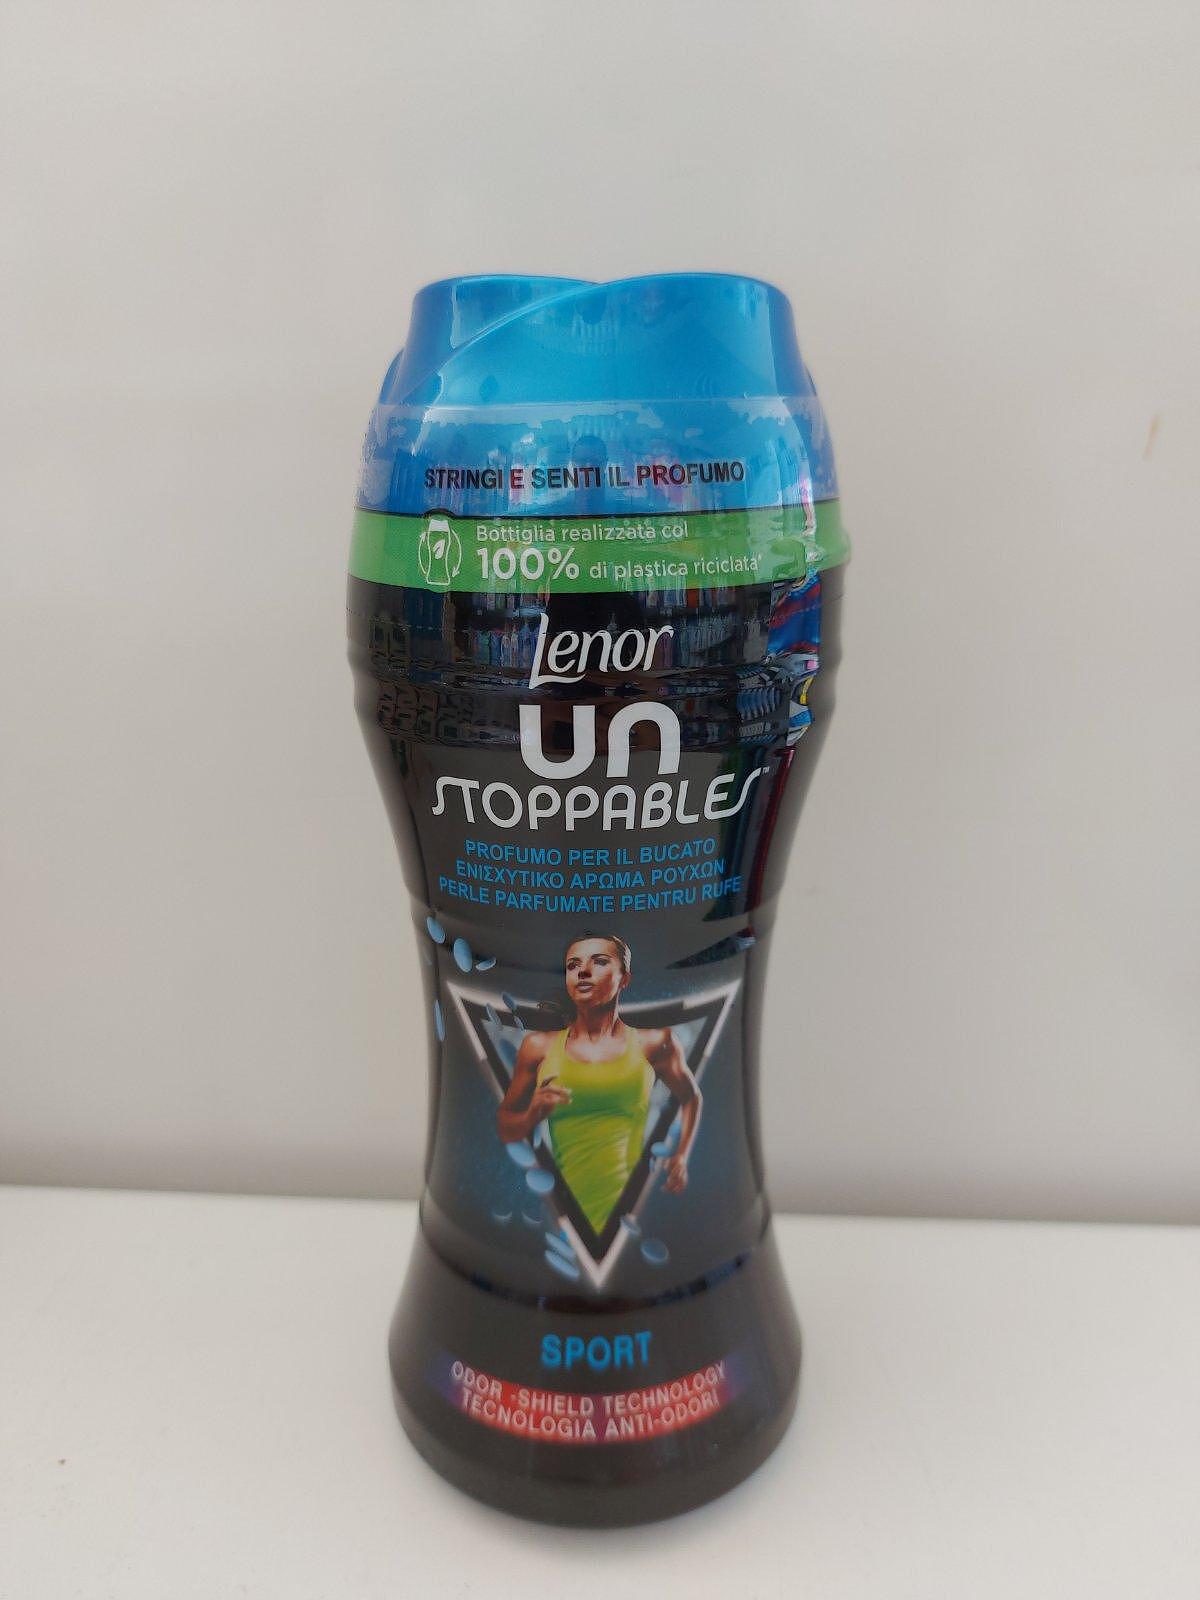 STRINGI E SENTI IL PROFUMO
Bottiglia realizzata col
100% di plastica riciclata*
Lenor
UN
STOPPABLES™
PROFUMO PER IL BUCATO
ΕΝΙΣΧΥΤΙΚΟ ΑΡΩΜΑ ΡΟΥΧΩΝ
PERLE PARFUMATE PENTRU RUFE
SPORT
ODOR-SHIELD TECHNOLOGY
TECNOLOGIA ANTI-ODORI